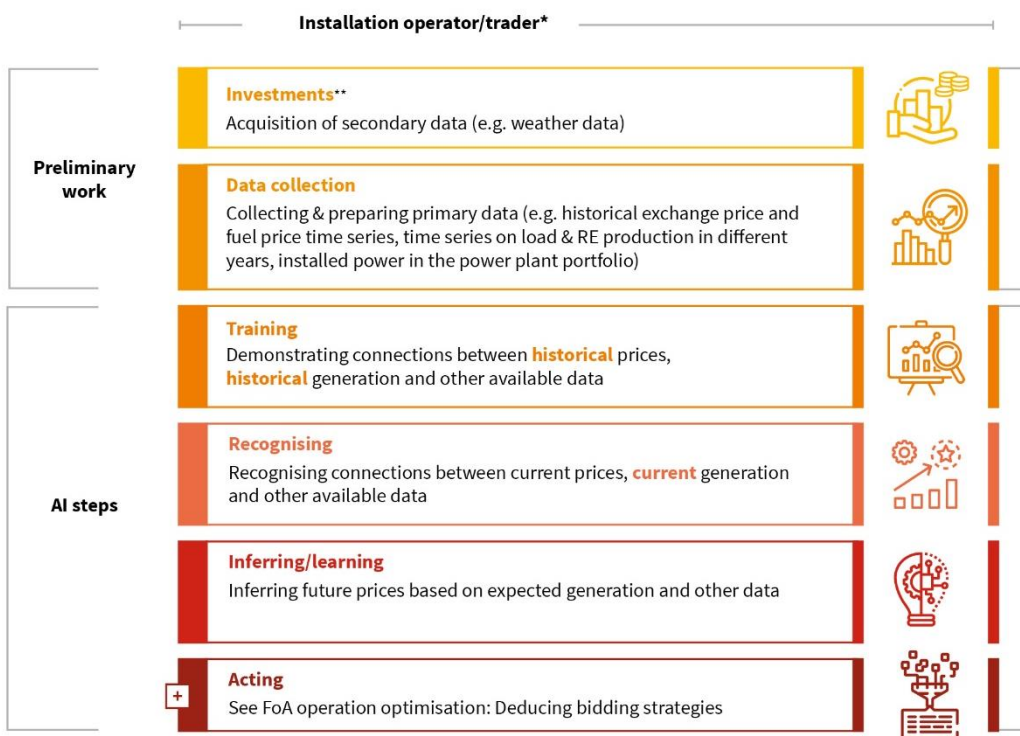 Installation operator/trader*
Preliminary
work
Investments**
Acquisition of secondary data (e.g. weather data)
Data collection
Collecting & preparing primary data (e.g. historical exchange price and
fuel price time series, time series on load & RE production in different
years, installed power in the power plant portfolio)
AI steps
Training
Demonstrating connections between historical prices,
historical generation and other available data
Recognising
Recognising connections between current prices, current generation
and other available data
Inferring/learning
Inferring future prices based on expected generation and other data
+
Acting
See FoA operation optimisation: Deducing bidding strategies